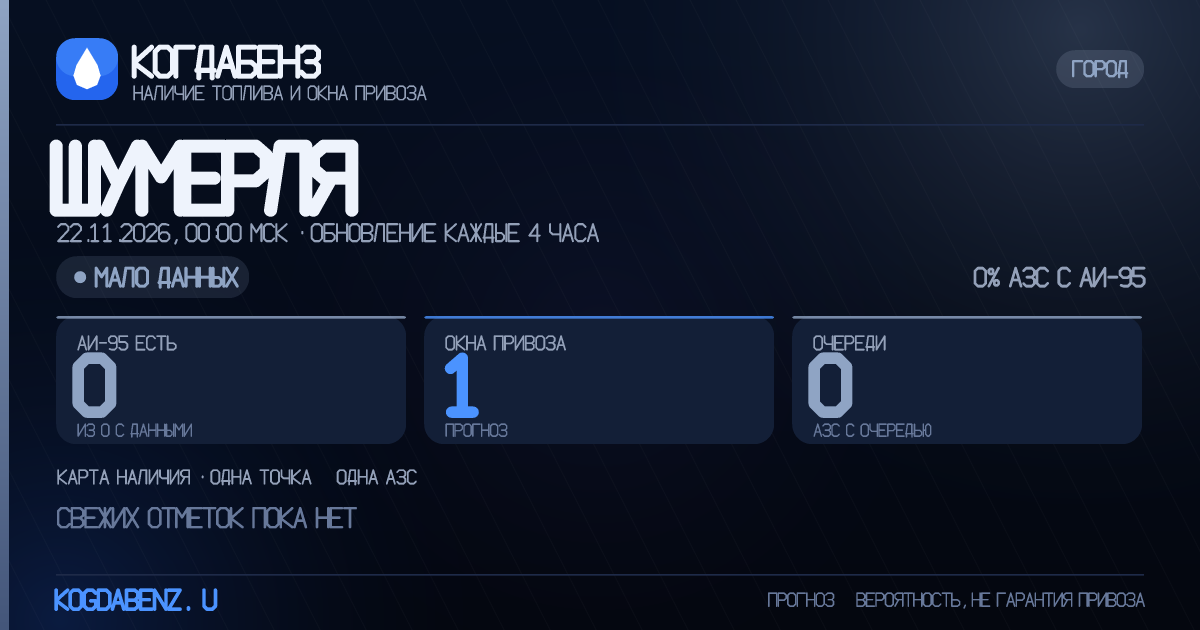 КОГДАБЕНЗ
НАЛИЧИЕ ТОПЛИВА И ОКНА ПРИВОЗА
ГОРОД
ШУМЕРЛЯ
22.11.2026, 00:00 МСК · ОБНОВЛЕНИЕ КАЖДЫЕ 4 ЧАСА
МАЛО ДАННЫХ
0% АЗС С АИ-95
АИ-95 ЕСТЬ
0
ИЗ 0 С ДАННЫМИ
ОКНА ПРИВОЗА
1
ПРОГНОЗ
ОЧЕРЕДИ
0
АЗС С ОЧЕРЕДЬЮ
КАРТА НАЛИЧИЯ · ОДНА ТОЧКА ОДНА АЗС
СВЕЖИХ ОТМЕТОК ПОКА НЕТ
KOGDABENZ. U
ПРОГНОЗ ВЕРОЯТНОСТЬ, НЕ ГАРАНТИЯ ПРИВОЗА